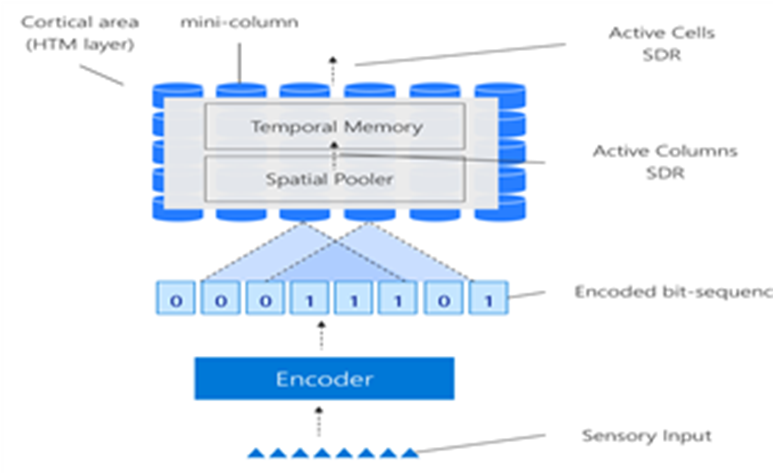 Cortical area
(HTM layer)
mini-column
Active Cells
SDR
Temporal Memory
Active Columns
SDR
Spatial Pooler
0 0 0 1 1 1 0 1
Encoded bit-sequenc
Encoder
Sensory Input